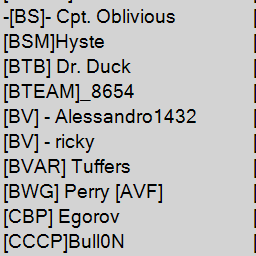 -[BS]- Cpt. Oblivious
[BSM]Hyste
[BTB] Dr. Duck
[BTEAM]_8654
[BV] - Alessandro1432
[BV] - ricky
[BVAR] Tuffers
[BWG] Perry [AVF]
[CBP] Egorov
[CCCP]Bull0N